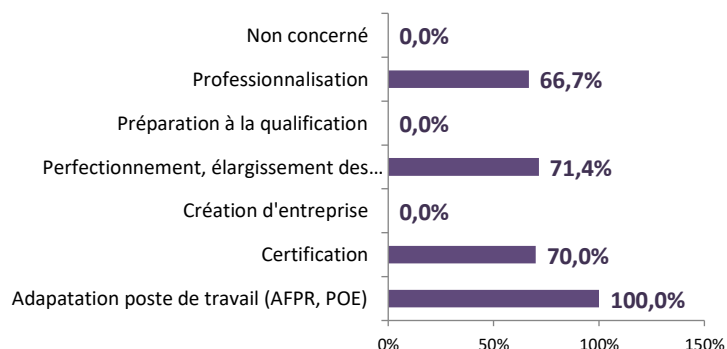 Non concerné 0,0%
Professionnalisation 66,7%
Préparation à la qualification 0,0%
Perfectionnement, élargissement des... 71,4%
Création d'entreprise 0,0%
Certification 70,0%
Adapatation poste de travail (AFPR, POE) 100,0%
0% 50% 100% 150%